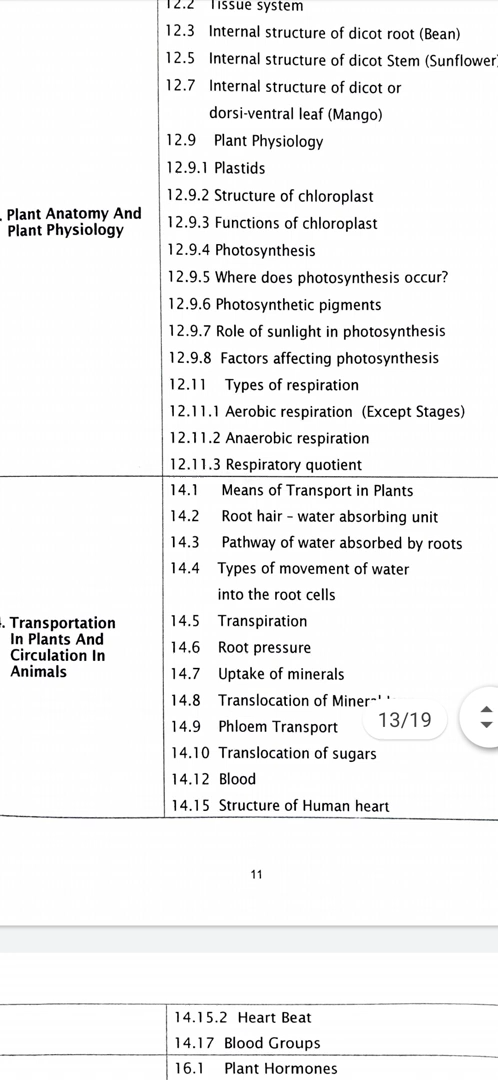 12.2 Tissue system
12.3 Internal structure of dicot root (Bean)
12.5 Internal structure of dicot Stem (Sunflower)
12.7 Internal structure of dicot or
dorsi-ventral leaf (Mango)
12.9 Plant Physiology
12.9.1 Plastids
. Plant Anatomy And
Plant Physiology
12.9.2 Structure of chloroplast
12.9.3 Functions of chloroplast
12.9.4 Photosynthesis
12.9.5 Where does photosynthesis occur?
12.9.6 Photosynthetic pigments
12.9.7 Role of sunlight in photosynthesis
12.9.8 Factors affecting photosynthesis
12.11 Types of respiration
12.11.1 Aerobic respiration (Except Stages)
12.11.2 Anaerobic respiration
12.11.3 Respiratory quotient
14.1 Means of Transport in Plants
14.2 Root hair – water absorbing unit
14.3 Pathway of water absorbed by roots
14.4 Types of movement of water
into the root cells
. Transportation
In Plants And
Circulation In
Animals
14.5 Transpiration
14.6 Root pressure
14.7 Uptake of minerals
14.8 Translocation of
14.9 Phloem Transport
13/19
14.10 Translocation of sugars
14.12 Blood
14.15 Structure of Human heart
11
14.15.2 Heart Beat
14.17 Blood Groups
16.1 Plant Hormones